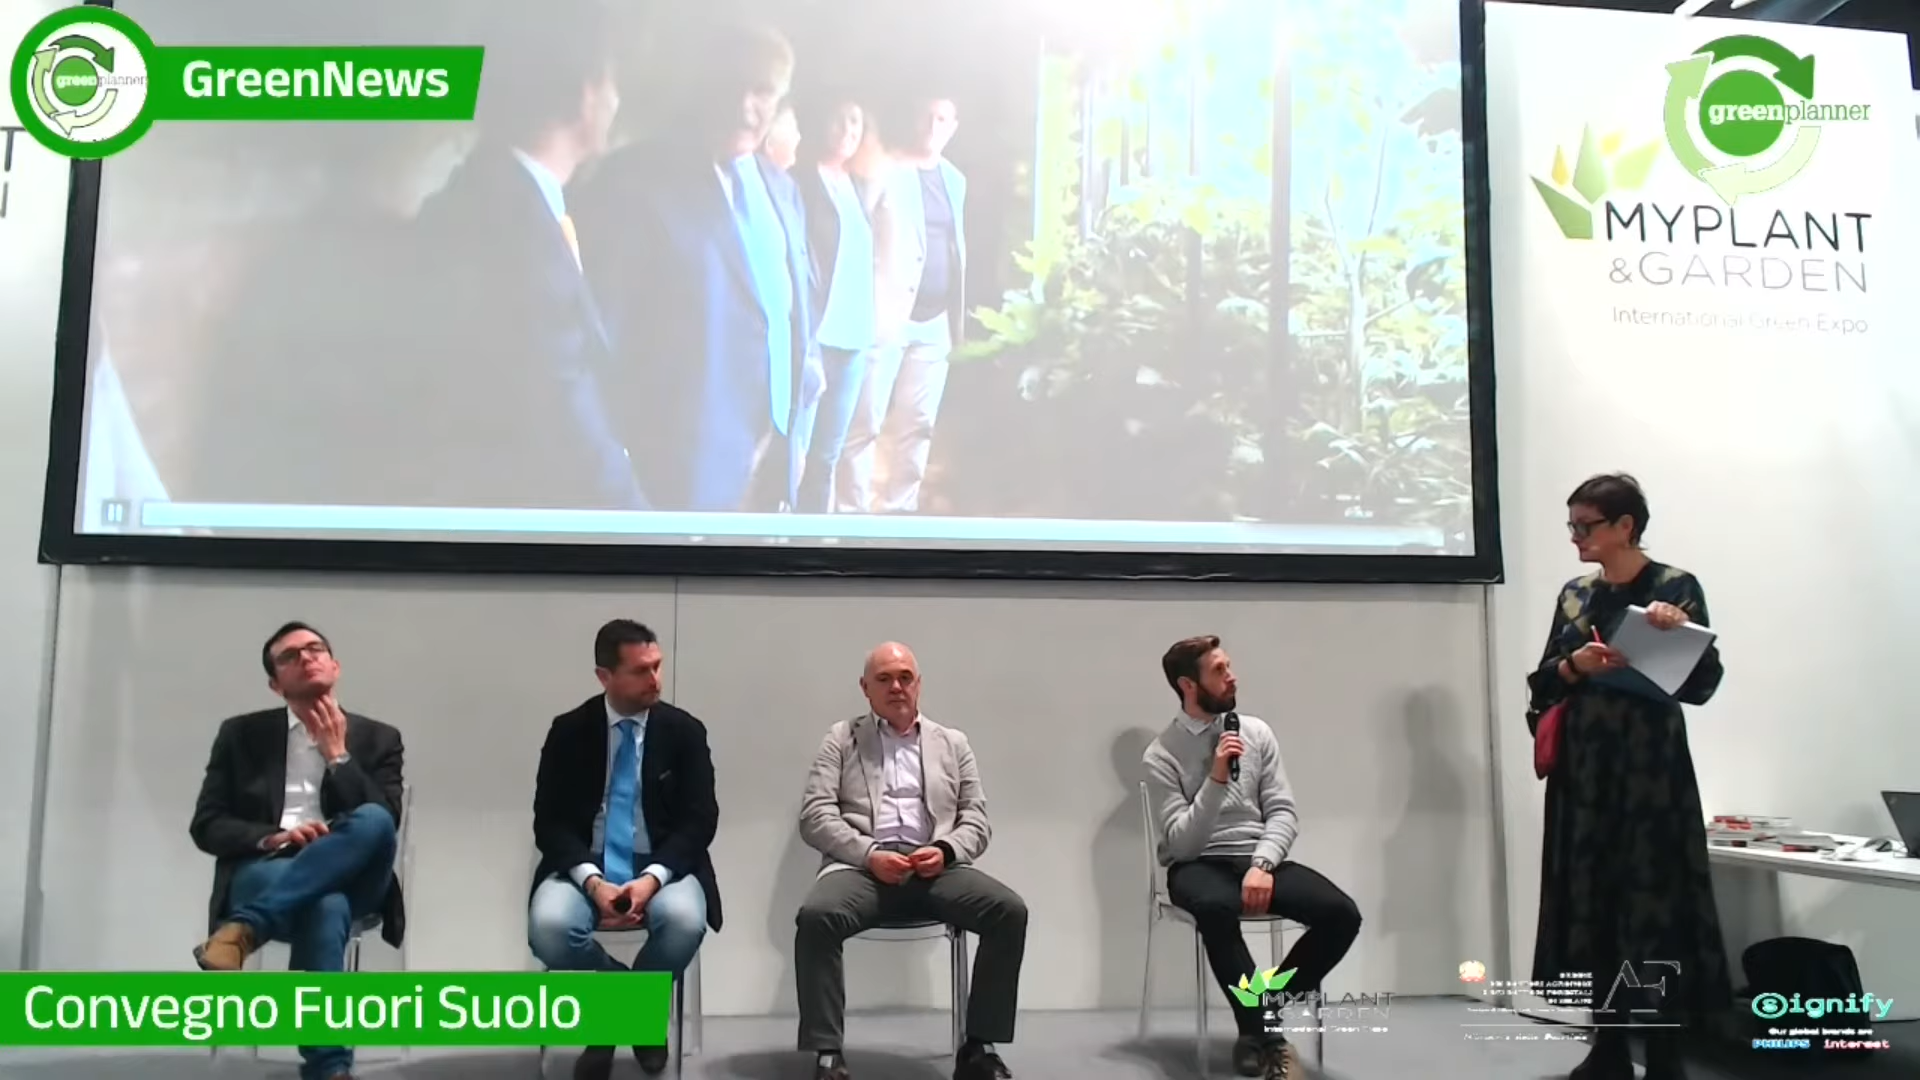 greenplanner
GreenNews
greenplanner
MYPLANT
&GARDEN
International Green Expo
Convegno Fuori Suolo
MYPLANT
&GARDEN
International Green Expo
AF
Signify
Our global brands are
PHILIPS interact